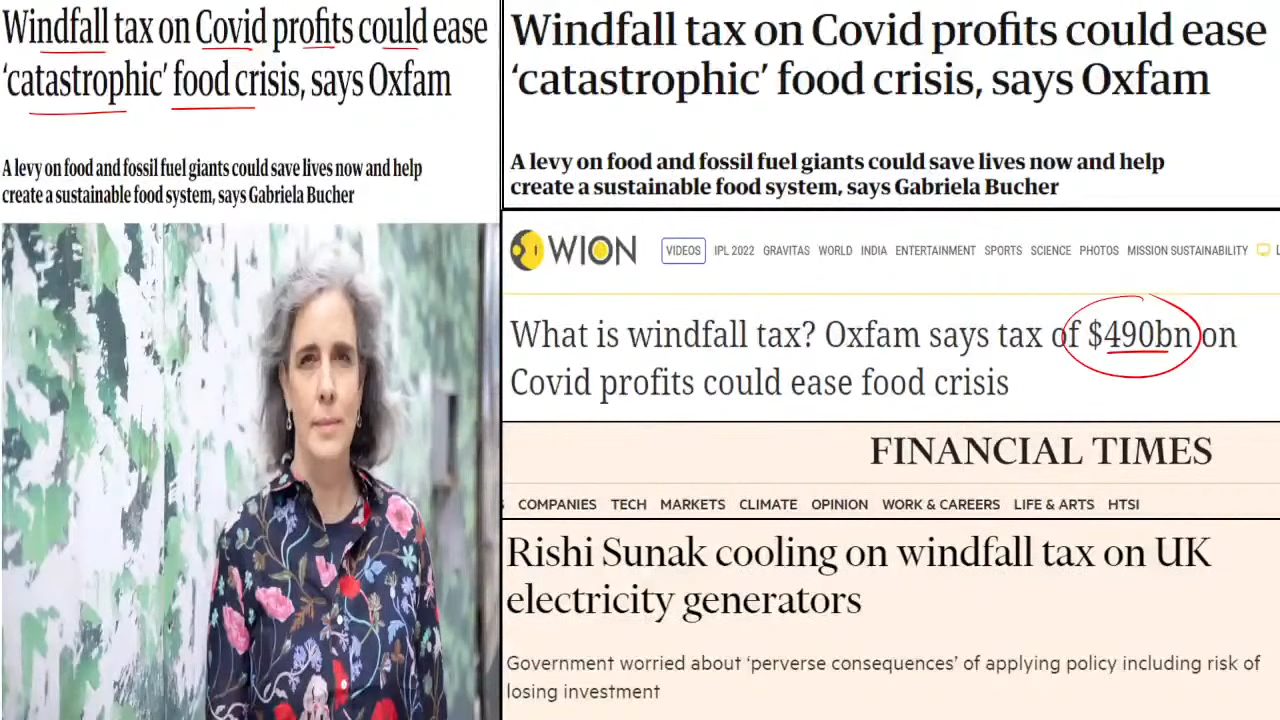 Windfall tax on Covid profits could ease
‘catastrophic’ food crisis, says Oxfam
A levy on food and fossil fuel giants could save lives now and help
create a sustainable food system, says Gabriela Bucher
Windfall tax on Covid profits could ease
‘catastrophic’ food crisis, says Oxfam
A levy on food and fossil fuel giants could save lives now and help
create a sustainable food system, says Gabriela Bucher
WION VIDEOS IPL 2022 GRAVITAS WORLD INDIA ENTERTAINMENT SPORTS SCIENCE PHOTOS MISSION SUSTAINABILITY L
What is windfall tax? Oxfam says tax of $490bn on
Covid profits could ease food crisis
FINANCIAL TIMES
COMPANIES TECH MARKETS CLIMATE OPINION WORK & CAREERS LIFE & ARTS HTSI
Rishi Sunak cooling on windfall tax on UK
electricity generators
Government worried about ‘perverse consequences’ of applying policy including risk of
losing investment